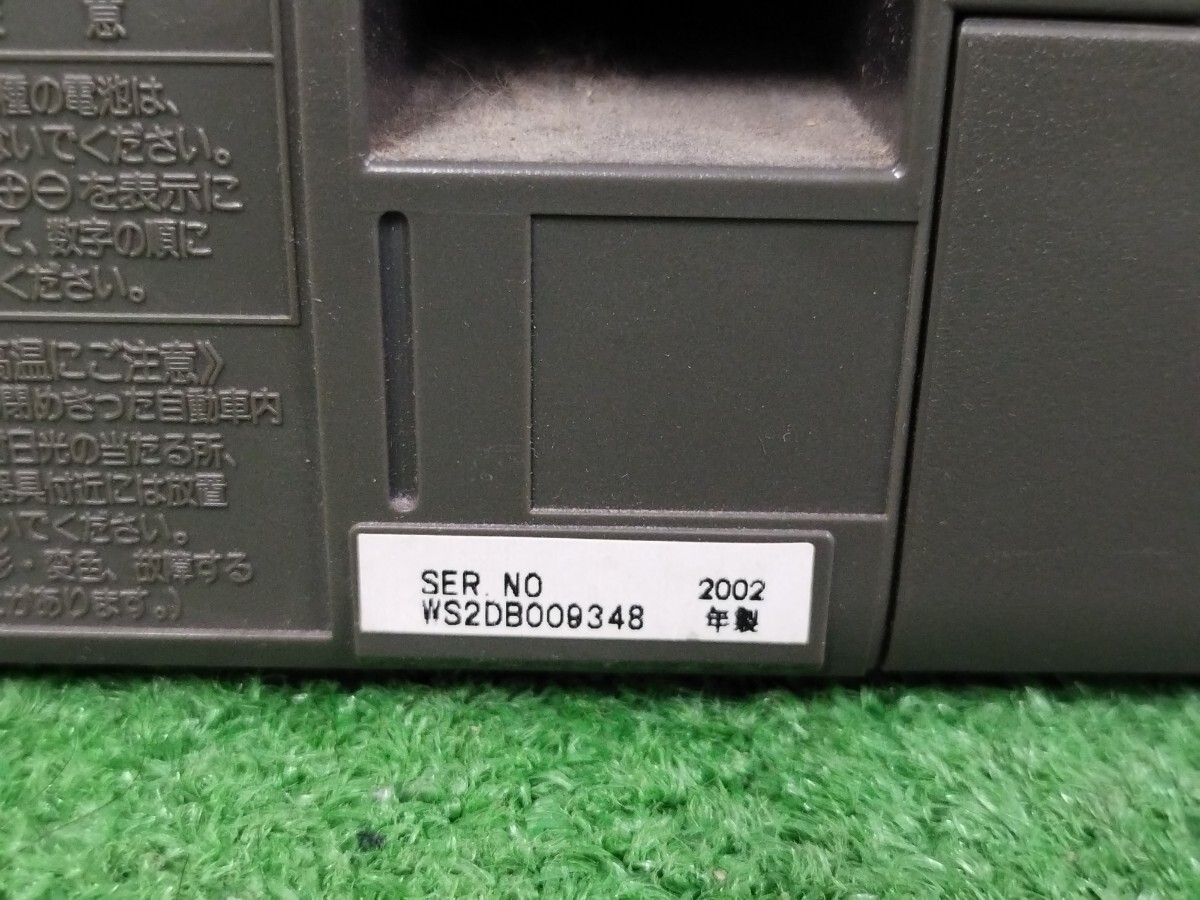 意
種の電池は、
ないでください。
⊕⊖を表示に
て、数字の順に
ください。
高温にご注意》
閉めきった自動車内
日光の当たる所、
器具付近には放置
いでください。
・変色、故障する
があります。)
SER. NO
WS2DB009348
2002
年製